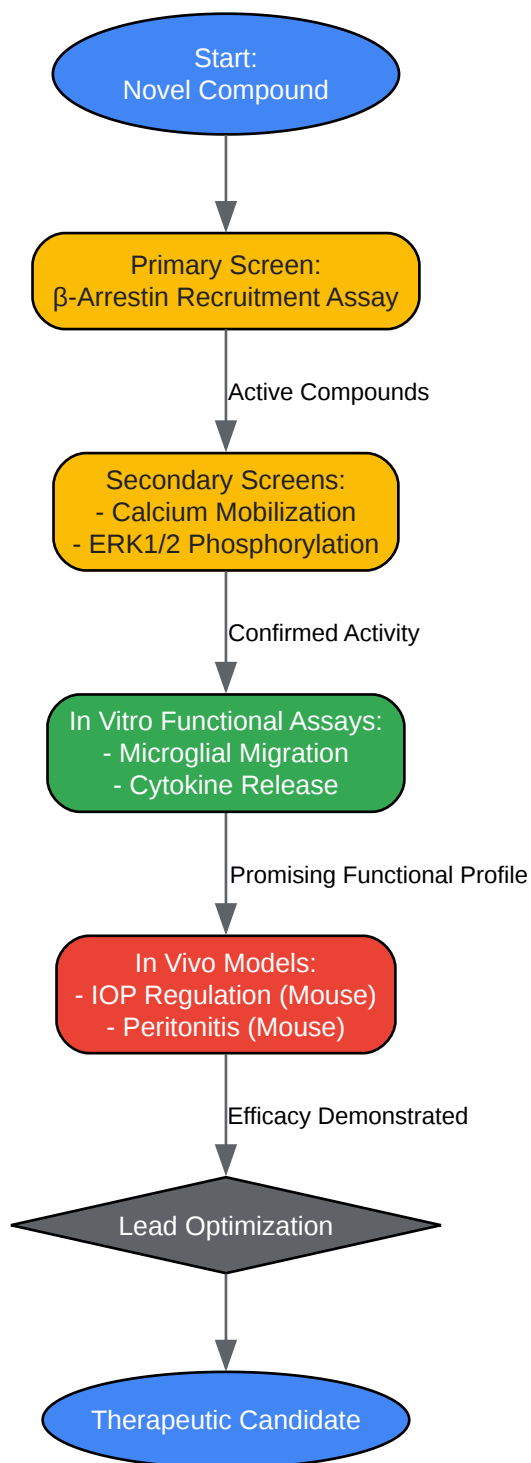 Start:
Novel Compound
Primary Screen:
β-Arrestin Recruitment Assay
Active Compounds
Secondary Screens:
- Calcium Mobilization
- ERK1/2 Phosphorylation
Confirmed Activity
In Vitro Functional Assays:
- Microglial Migration
- Cytokine Release
Promising Functional Profile
In Vivo Models:
- IOP Regulation (Mouse)
- Peritonitis (Mouse)
Efficacy Demonstrated
Lead Optimization
Therapeutic Candidate